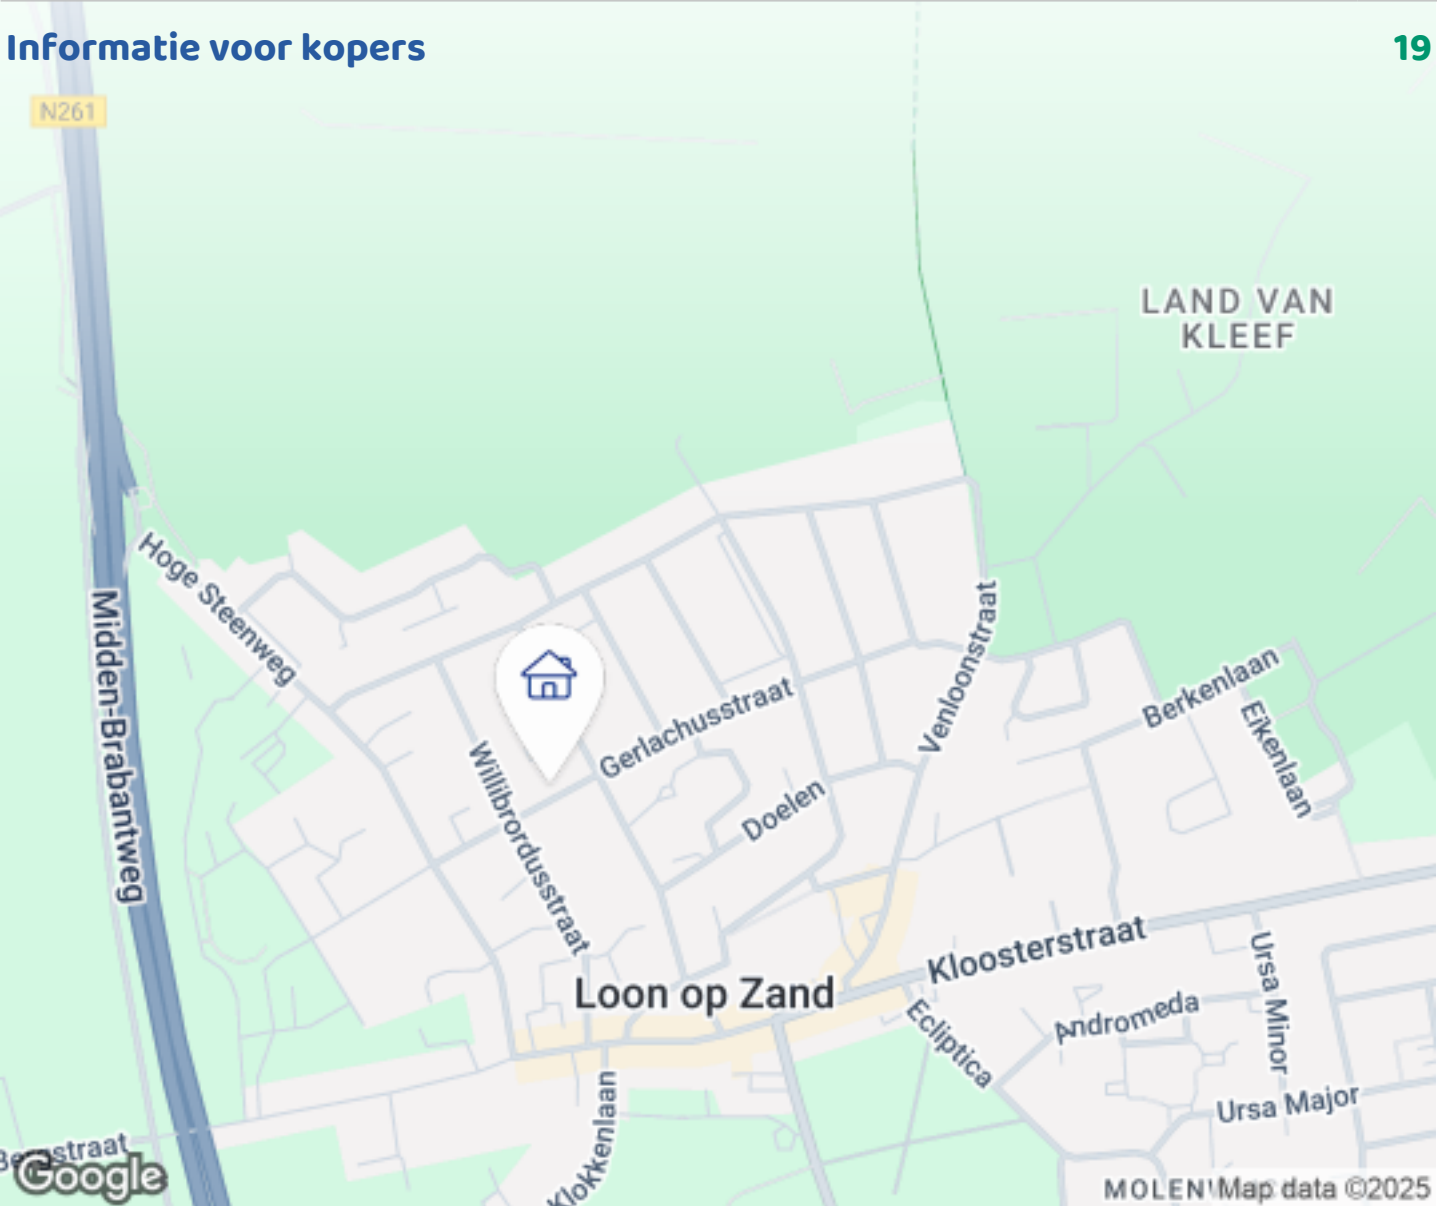 Informatie voor kopers
19
N261
LAND VAN
KLEEF
Hoge Steenweg
Midden-Brabantweg
Venloonstraat
Gerlachusstraat
Berkenlaan
Eikenlaan
Willibrordusstraat
Doelen
Kloosterstraat
Loon op Zand
Ursa Minor
Andromeda
Ecliptica
Ursa Major
Klokkenlaan
Google
Map data ©2025